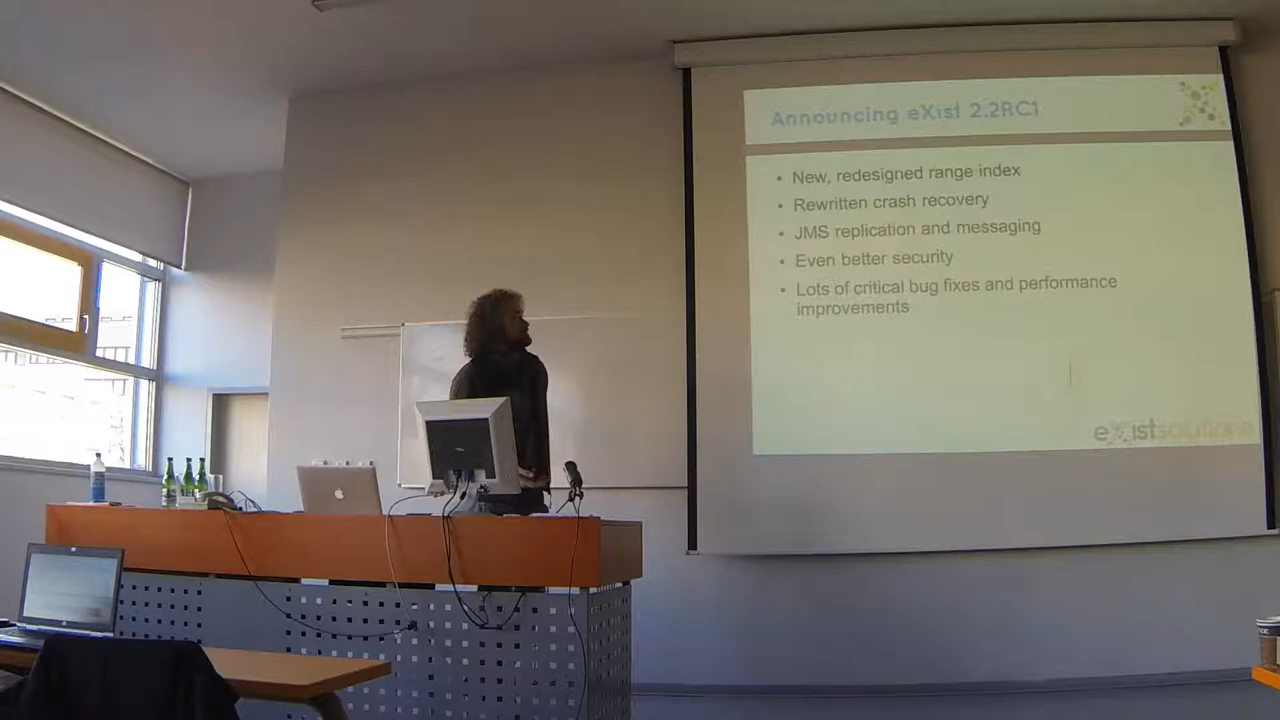 Announcing eXist 2.2RC1
• New, redesigned range index
• Rewritten crash recovery
• JMS replication and messaging
• Even better security
• Lots of critical bug fixes and performance
improvements
eXistsolutions